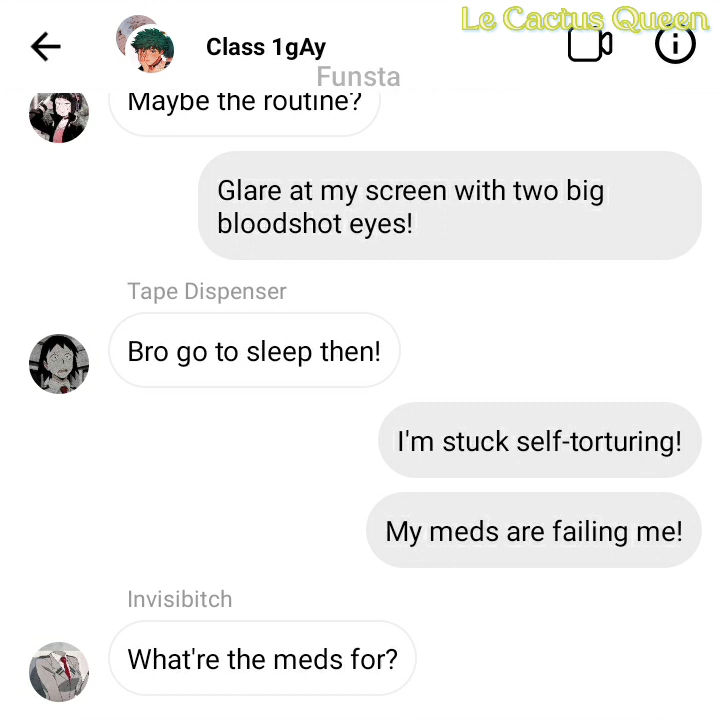 Le Cactus Queen
Class 1gAy
Funsta
Maybe the routine?
Glare at my screen with two big
bloodshot eyes!
Tape Dispenser
Bro go to sleep then!
I'm stuck self-torturing!
My meds are failing me!
Invisibitch
What're the meds for?